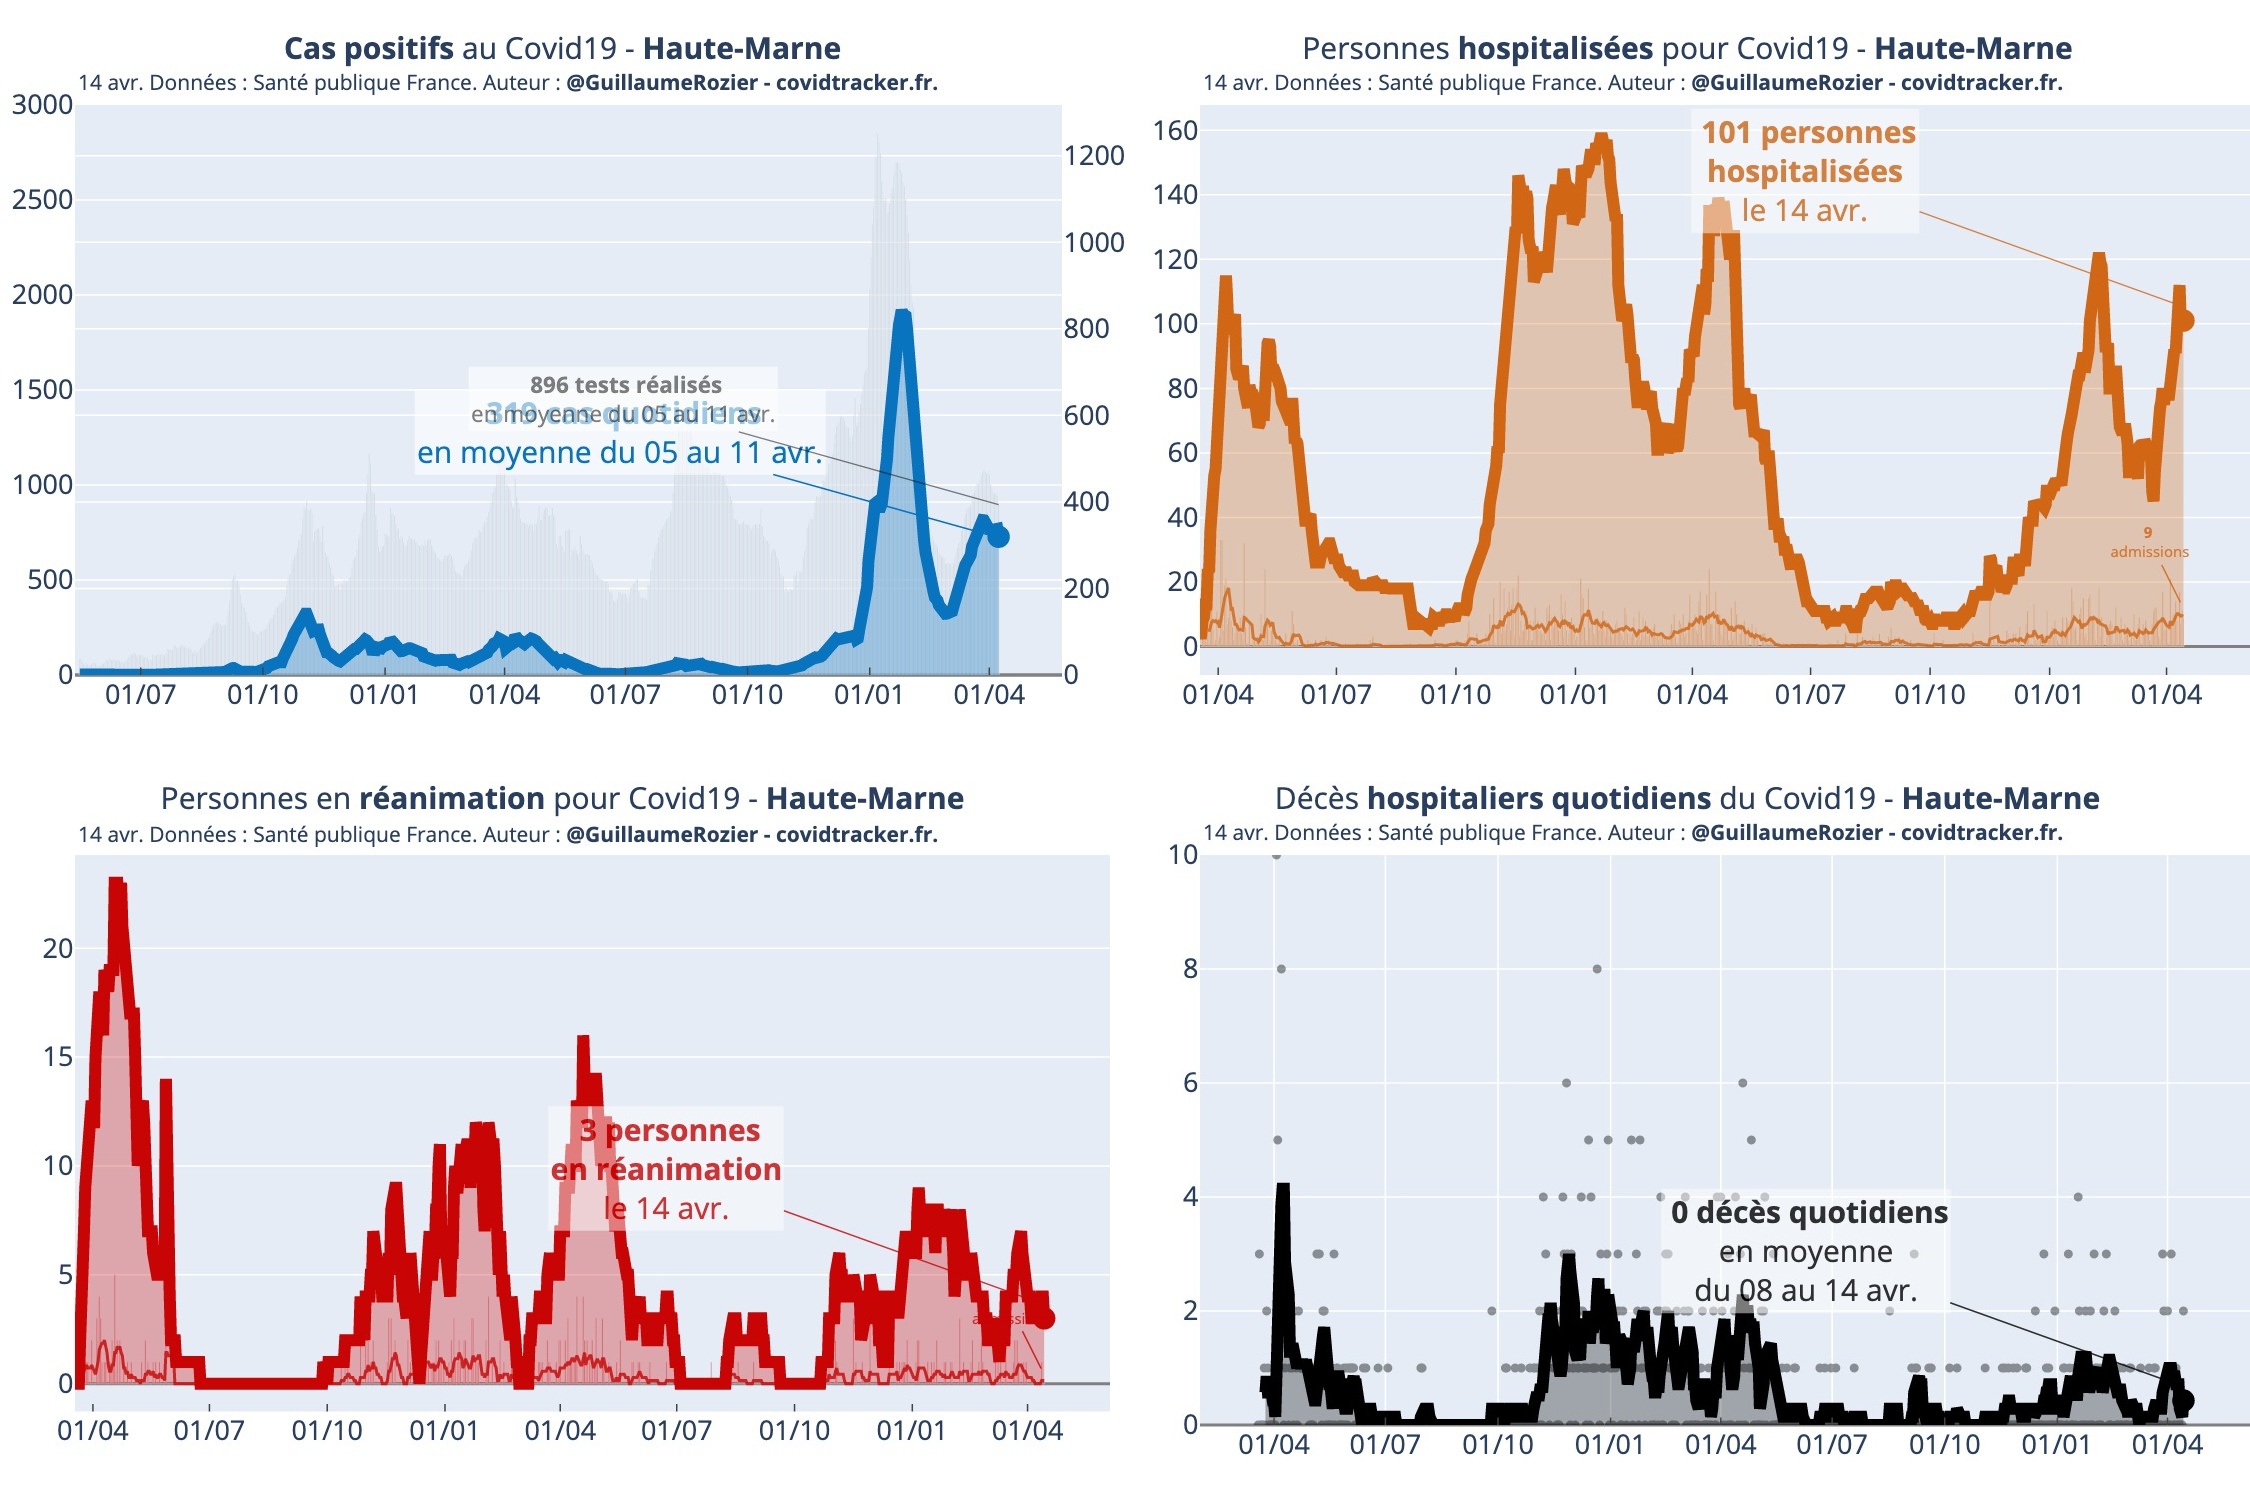 Cas positifs au Covid19 - Haute-Marne
14 avr. Données : Santé publique France. Auteur : @GuillaumeRozier - covidtracker.fr.
3000
2500
2000
1500
1000
500
0
1200
1000
800
600
400
200
0
896 tests réalisés
en moyenne du 05 au 11 avr.
319 cas quotidiens
en moyenne du 05 au 11 avr.
01/07 01/10 01/01 01/04 01/07 01/10 01/01 01/04
Personnes hospitalisées pour Covid19 - Haute-Marne
14 avr. Données : Santé publique France. Auteur : @GuillaumeRozier - covidtracker.fr.
160
140
120
100
80
60
40
20
0
101 personnes
hospitalisées
le 14 avr.
9
admissions
01/04 01/07 01/10 01/01 01/04 01/07 01/10 01/01 01/04
Personnes en réanimation pour Covid19 - Haute-Marne
14 avr. Données : Santé publique France. Auteur : @GuillaumeRozier - covidtracker.fr.
20
15
10
5
0
3 personnes
en réanimation
le 14 avr.
01/04 01/07 01/10 01/01 01/04 01/07 01/10 01/01 01/04
Décès hospitaliers quotidiens du Covid19 - Haute-Marne
14 avr. Données : Santé publique France. Auteur : @GuillaumeRozier - covidtracker.fr.
10
8
6
4
2
0
0 décès quotidiens
en moyenne
du 08 au 14 avr.
01/04 01/07 01/10 01/01 01/04 01/07 01/10 01/01 01/04